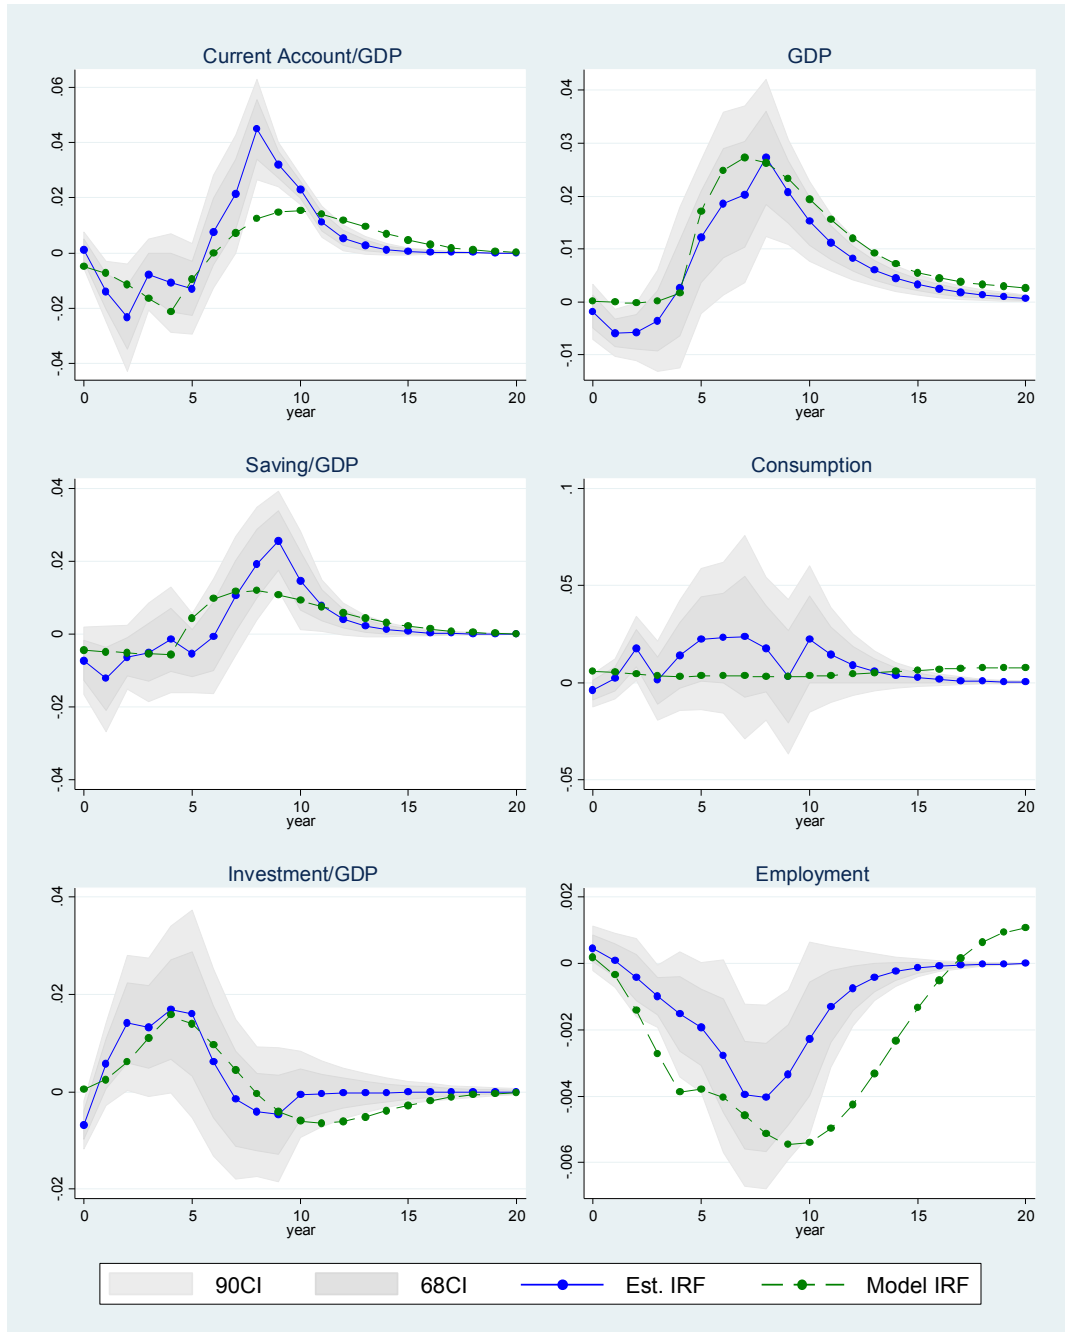 Current Account/GDP
.06
.04
.02
0
-.02
-.04
0 5 10 15 20
year
GDP
.04
.03
.02
.01
0
-.01
0 5 10 15 20
year
Saving/GDP
.04
.02
0
-.02
-.04
0 5 10 15 20
year
Consumption
.1
.05
0
-.05
0 5 10 15 20
year
Investment/GDP
.04
.02
0
-.02
0 5 10 15 20
year
Employment
.002
0
-.002
-.004
-.006
0 5 10 15 20
year
90CI 68CI Est. IRF Model IRF